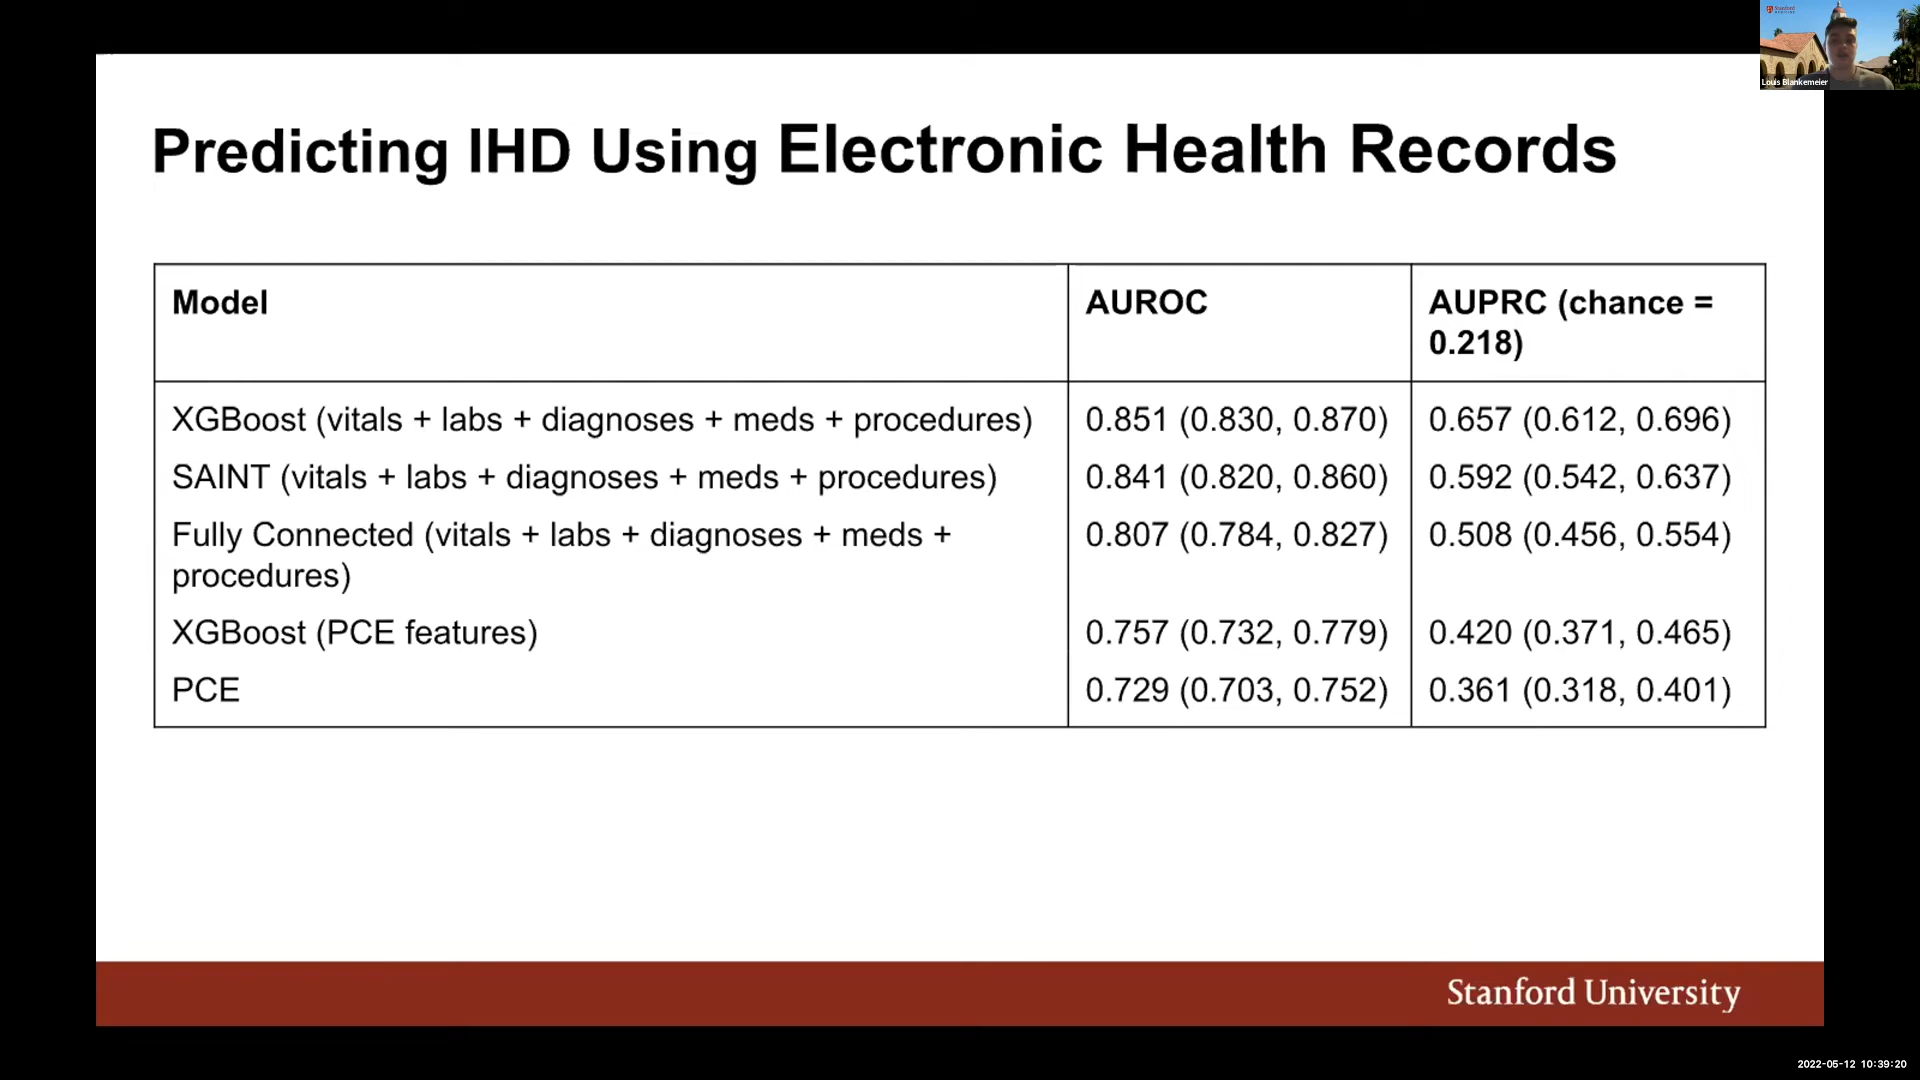 Stanford
Louis Blankemeier
Predicting IHD Using Electronic Health Records
Model
AUROC
AUPRC (chance =
0.218)
XGBoost (vitals + labs + diagnoses + meds + procedures)
0.851 (0.830, 0.870)
0.657 (0.612, 0.696)
SAINT (vitals + labs + diagnoses + meds + procedures)
0.841 (0.820, 0.860)
0.592 (0.542, 0.637)
Fully Connected (vitals + labs + diagnoses + meds +
procedures)
0.807 (0.784, 0.827)
0.508 (0.456, 0.554)
XGBoost (PCE features)
0.757 (0.732, 0.779)
0.420 (0.371, 0.465)
PCE
0.729 (0.703, 0.752)
0.361 (0.318, 0.401)
Stanford University
2022-05-12 10:39:20